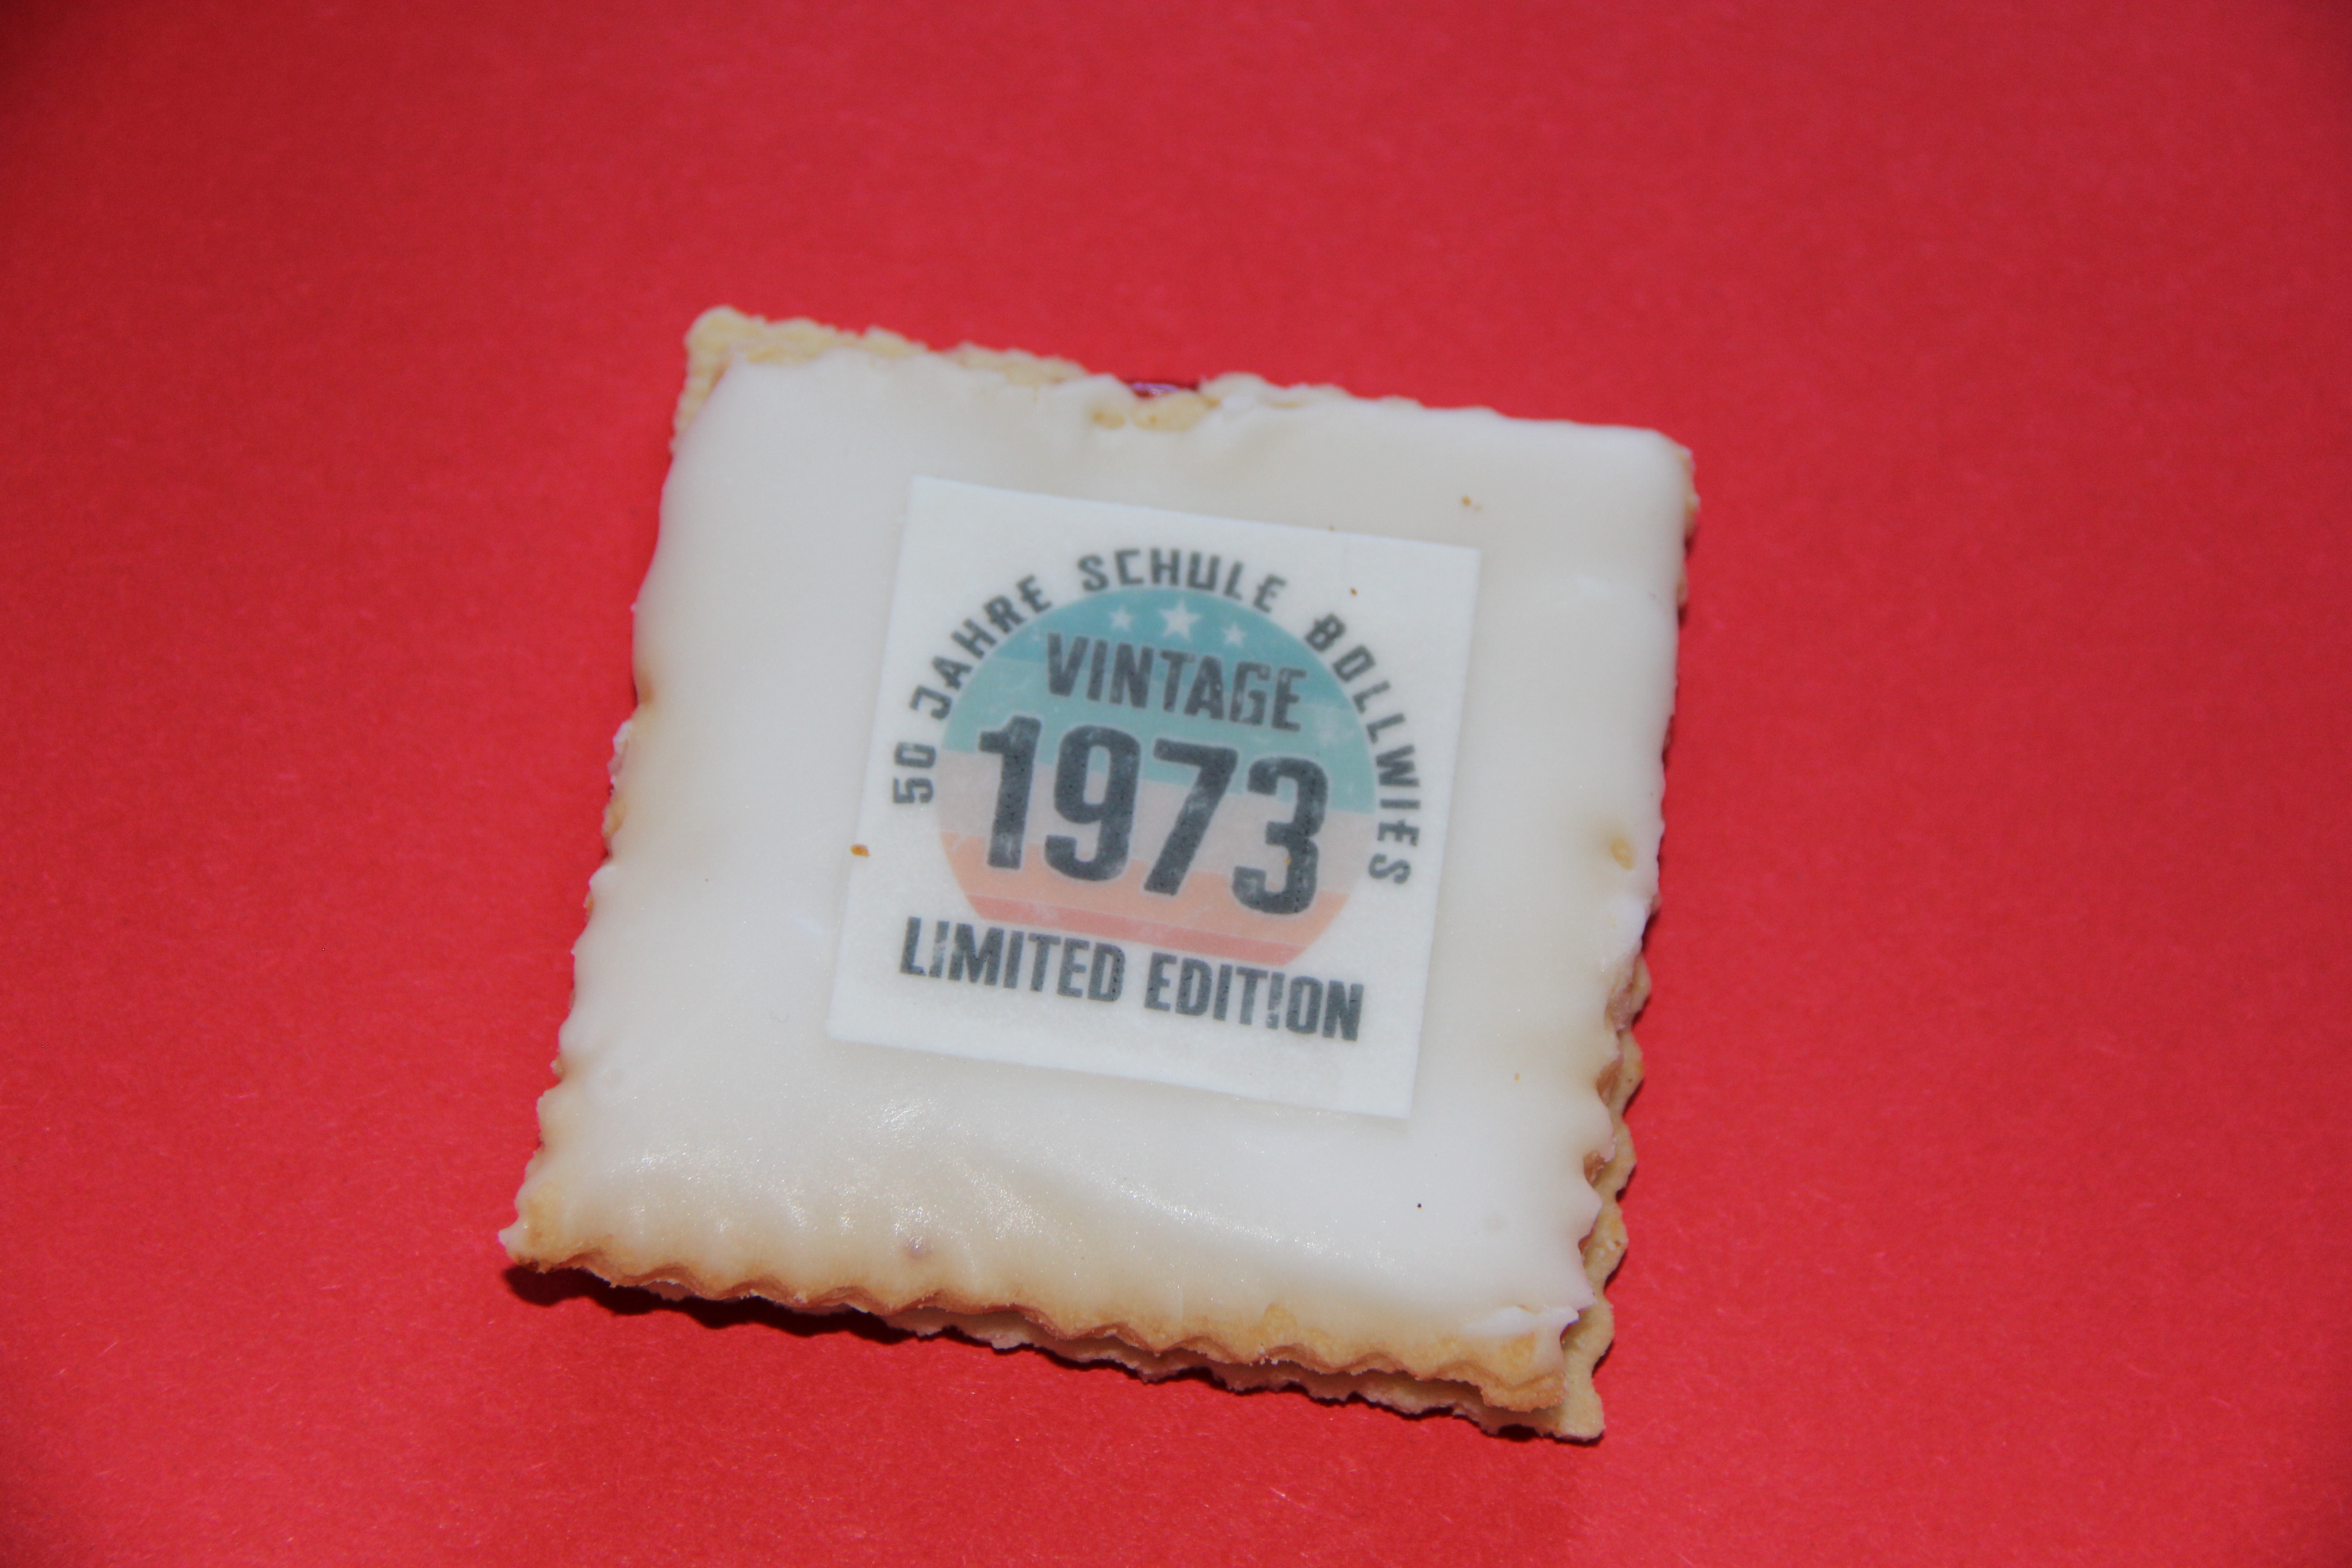 50 JAHRE SCHULE BOLLWIES
VINTAGE
1973
LIMITED EDITION